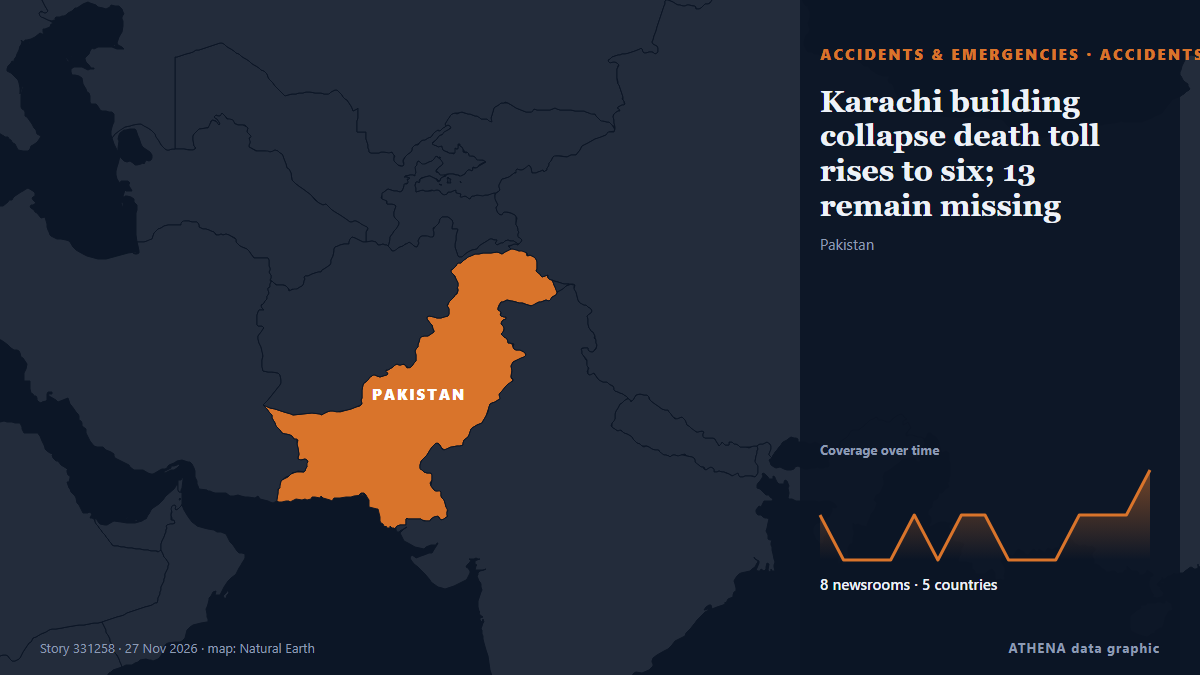 ACCIDENTS & EMERGENCIES · ACCIDENTS
Karachi building
collapse death toll
rises to six; 13
remain missing
Pakistan
PAKISTAN
Coverage over time
8 newsrooms · 5 countries
Story 331258 · 27 Nov 2026 · map: Natural Earth
ATHENA data graphic